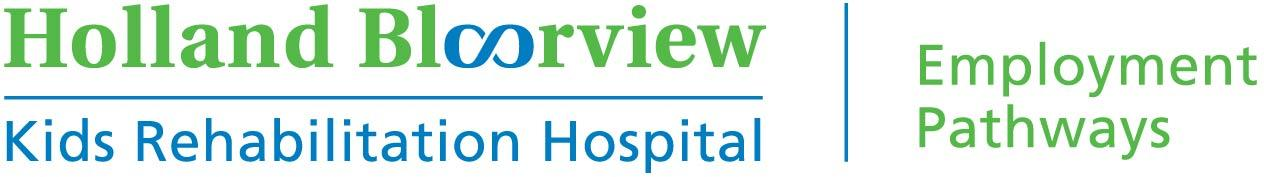 Holland Bloorview
Kids Rehabilitation Hospital
Employment
Pathways